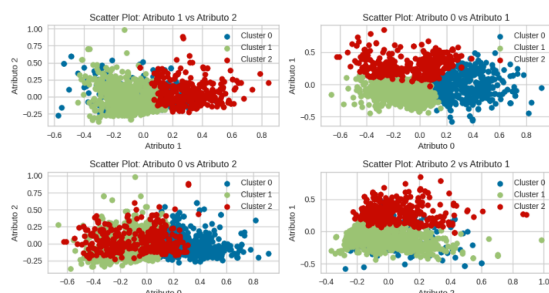 Scatter Plot: Atributo 1 vs Atributo 2
1.00
0.75
0.50
0.25
0.00
-0.25
Atributo 2
-0.6 -0.4 -0.2 0.0 0.2 0.4 0.6 0.8
Atributo 1
Cluster 0
Cluster 1
Cluster 2
Scatter Plot: Atributo 0 vs Atributo 1
0.5
0.0
-0.5
Atributo 1
-0.6 -0.4 -0.2 0.0 0.2 0.4 0.6 0.8
Atributo 0
Cluster 0
Cluster 1
Cluster 2
Scatter Plot: Atributo 0 vs Atributo 2
1.00
0.75
0.50
0.25
0.00
-0.25
Atributo 2
-0.6 -0.4 -0.2 0.0 0.2 0.4 0.6 0.8
Atributo 0
Cluster 0
Cluster 1
Cluster 2
Scatter Plot: Atributo 2 vs Atributo 1
0.5
0.0
-0.5
Atributo 1
-0.4 -0.2 0.0 0.2 0.4 0.6 0.8 1.0
Atributo 2
Cluster 0
Cluster 1
Cluster 2